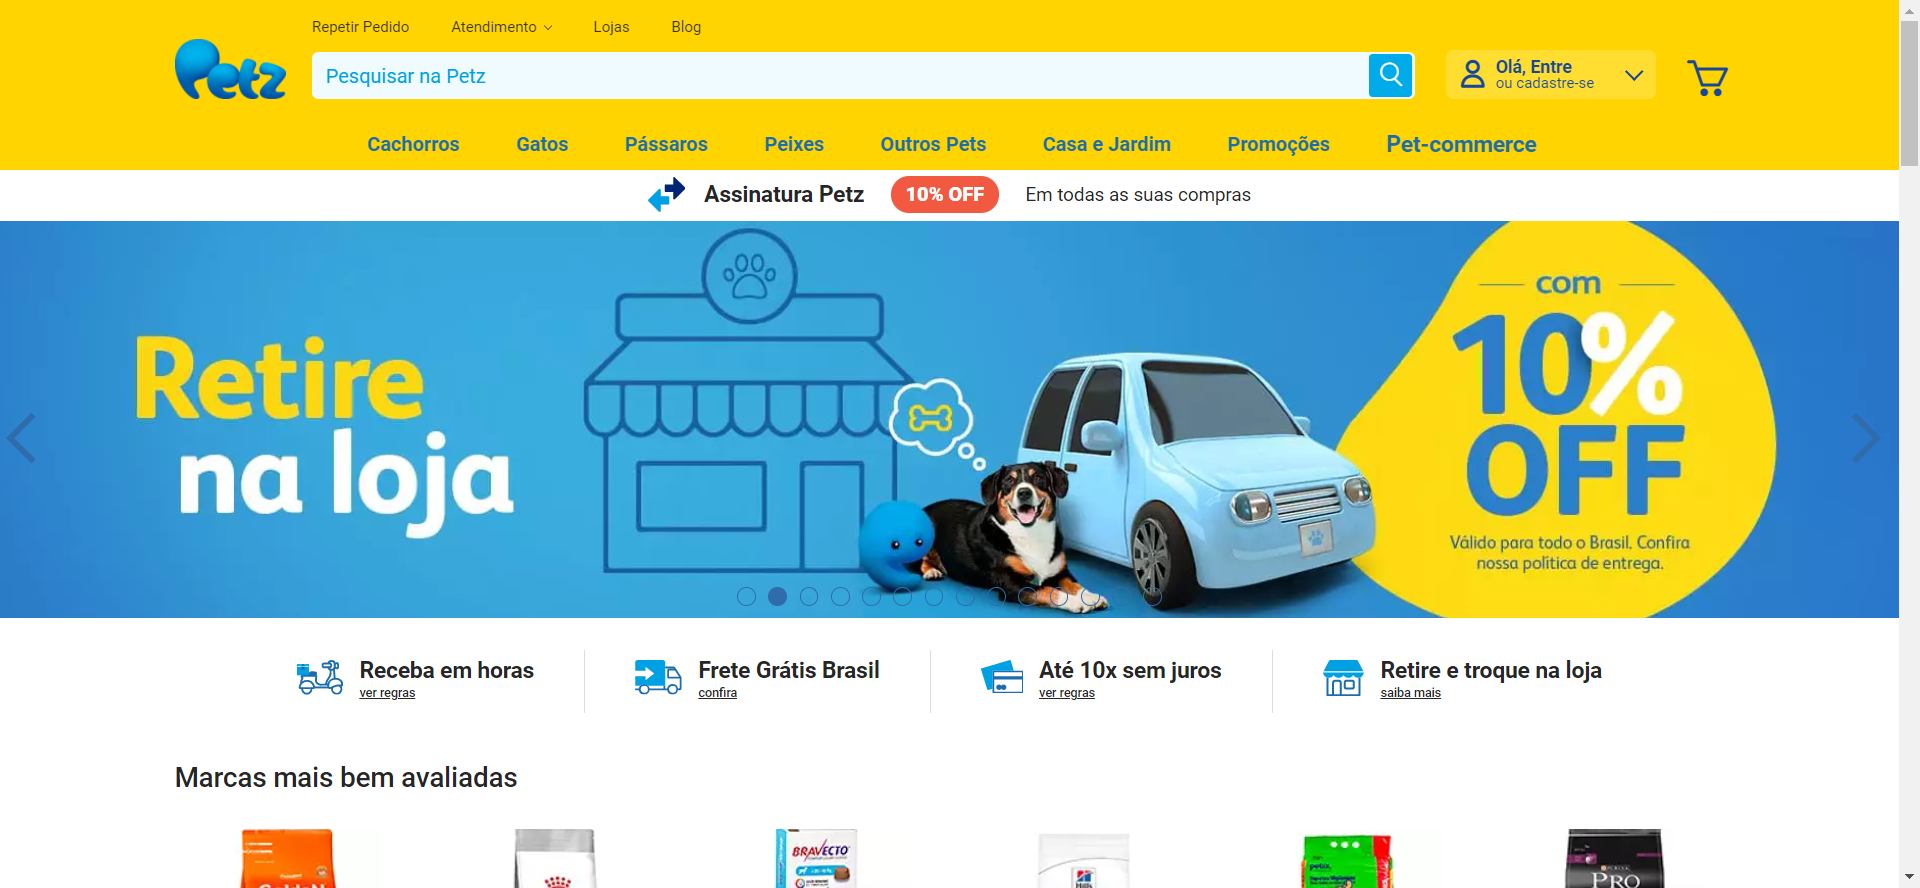 Repetir Pedido
Atendimento
Lojas
Blog
Petz
Pesquisar na Petz
Olá, Entre
ou cadastre-se
Cachorros
Gatos
Pássaros
Peixes
Outros Pets
Casa e Jardim
Promoções
Pet-commerce
Assinatura Petz
10% OFF
Em todas as suas compras
Retire
na loja
com
10%
OFF
Válido para todo o Brasil. Confira
nossa política de entrega.
Receba em horas
ver regras
Frete Grátis Brasil
confira
Até 10x sem juros
ver regras
Retire e troque na loja
saiba mais
Marcas mais bem avaliadas
GoldeN
BRAVECTO
Hill's
petix
PURINA
PRO